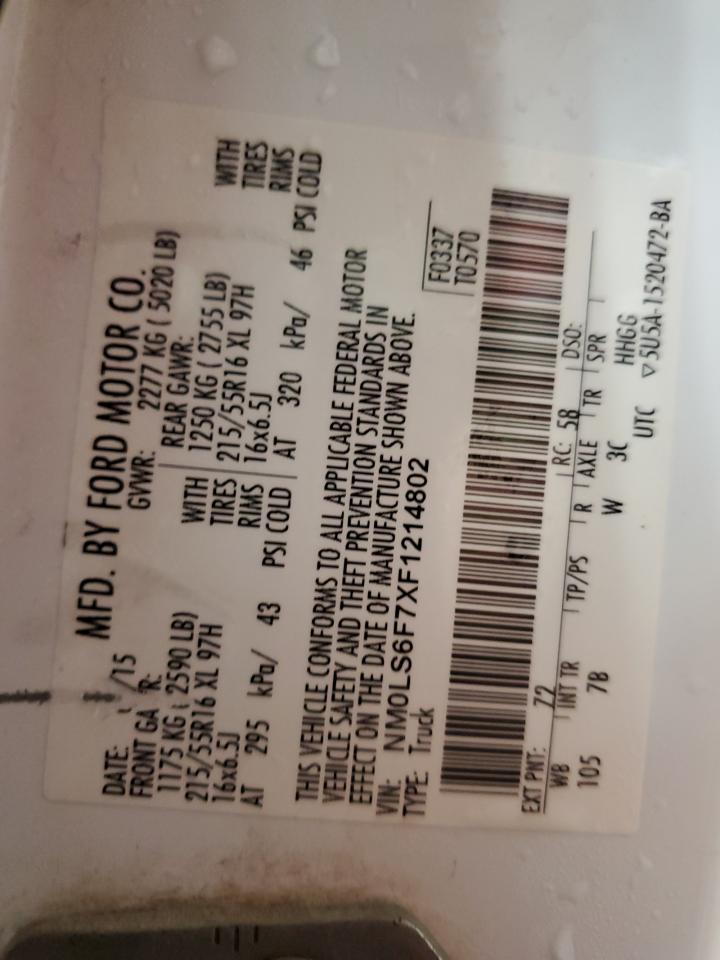 MFD. BY FORD MOTOR CO.
DATE: /15 GVWR: 2277 KG ( 5020 LB)
FRONT GA R: REAR GAWR:
1175 KG ( 2590 LB) WITH 1250 KG ( 2755 LB) WITH
215/55R16 XL 97H TIRES 215/55R16 XL 97H TIRES
16x6.5J RIMS 16x6.5J RIMS
AT 295 kPa/ 43 PSI COLD AT 320 kPa/ 46 PSI COLD
THIS VEHICLE CONFORMS TO ALL APPLICABLE FEDERAL MOTOR
VEHICLE SAFETY AND THEFT PREVENTION STANDARDS IN
EFFECT ON THE DATE OF MANUFACTURE SHOWN ABOVE.
VIN: NM0LS6F7XF1214802 F0337
TYPE: Truck T0570
EXT PNT: 72 RC: 58 DSO:
WB INT TR TP/PS R AXLE TR SPR
105 7B W 3C HHGG
UTC ▽5U5A-1520472-BA